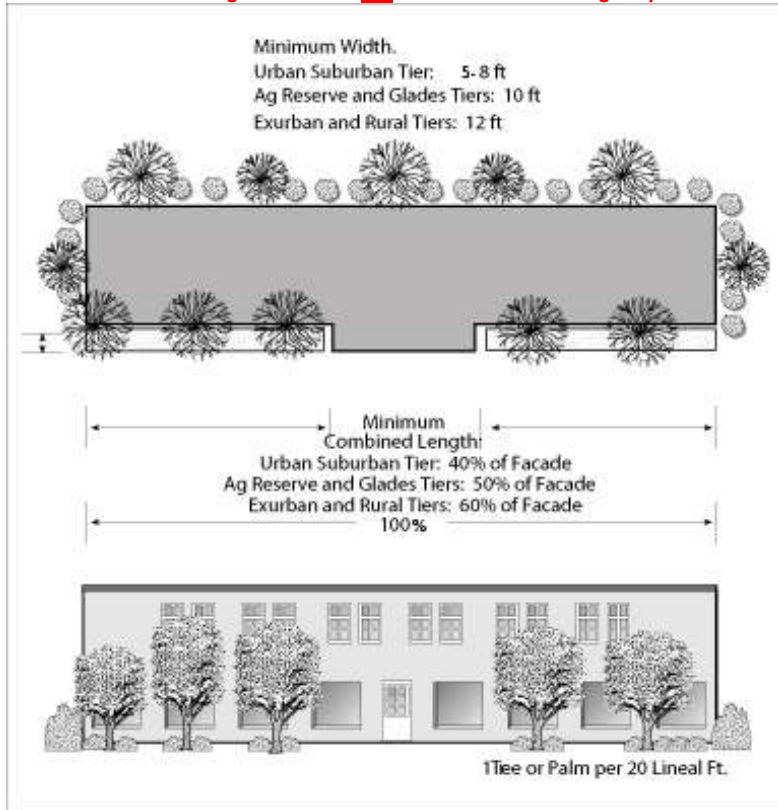 Minimum Width.
Urban Suburban Tier: 5-8 ft
Ag Reserve and Glades Tiers: 10 ft
Exurban and Rural Tiers: 12 ft
Minimum
Combined Length:
Urban Suburban Tier: 40% of Facade
Ag Reserve and Glades Tiers: 50% of Facade
Exurban and Rural Tiers: 60% of Facade
100%
1Tiee or Palm per 20 Lineal Ft.